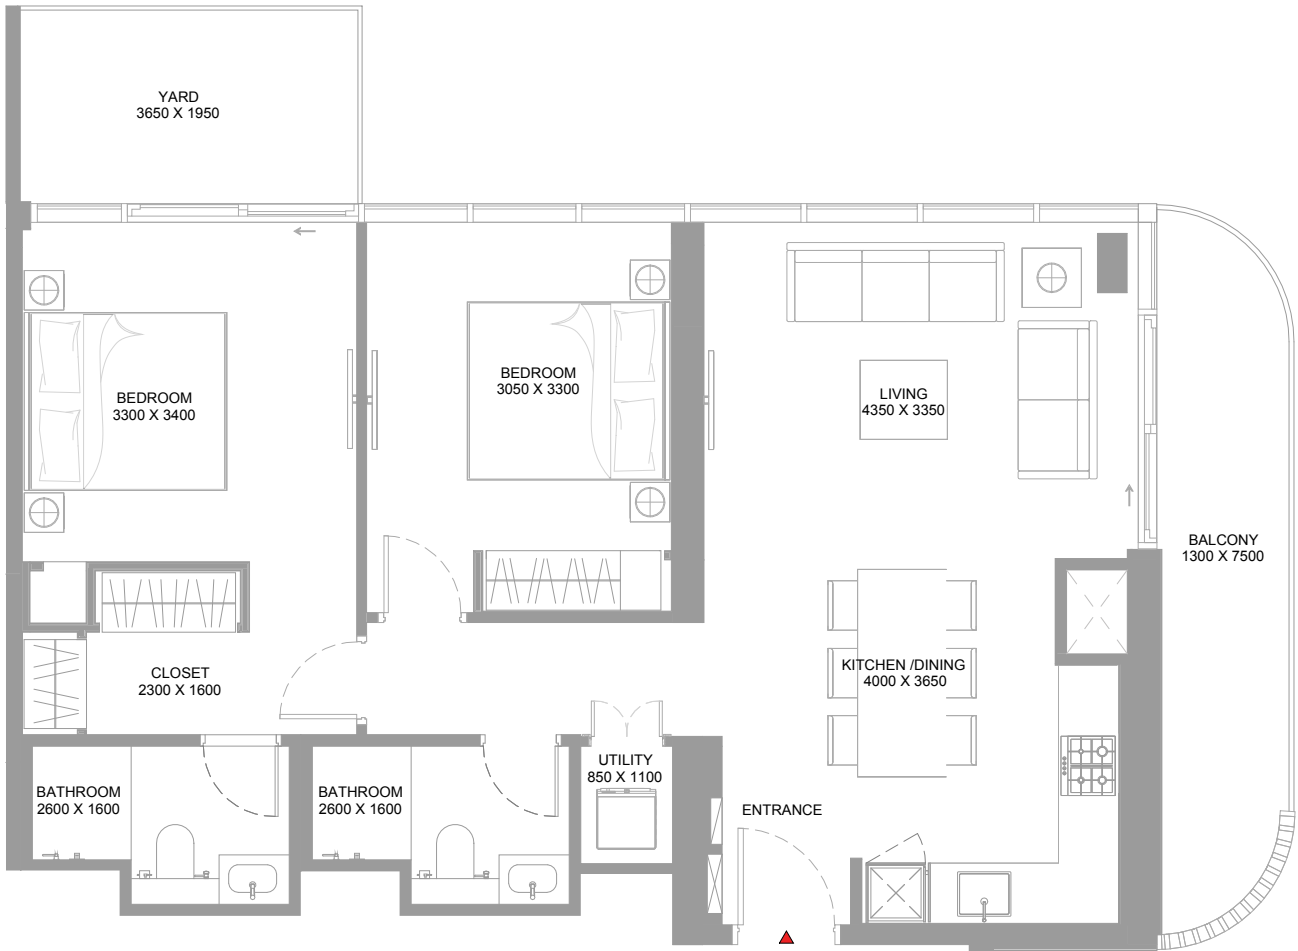 YARD
3650 X 1950
BEDROOM
3300 X 3400
BEDROOM
3050 X 3300
LIVING
4350 X 3350
BALCONY
1300 X 7500
CLOSET
2300 X 1600
KITCHEN /DINING
4000 X 3650
BATHROOM
2600 X 1600
BATHROOM
2600 X 1600
UTILITY
850 X 1100
ENTRANCE